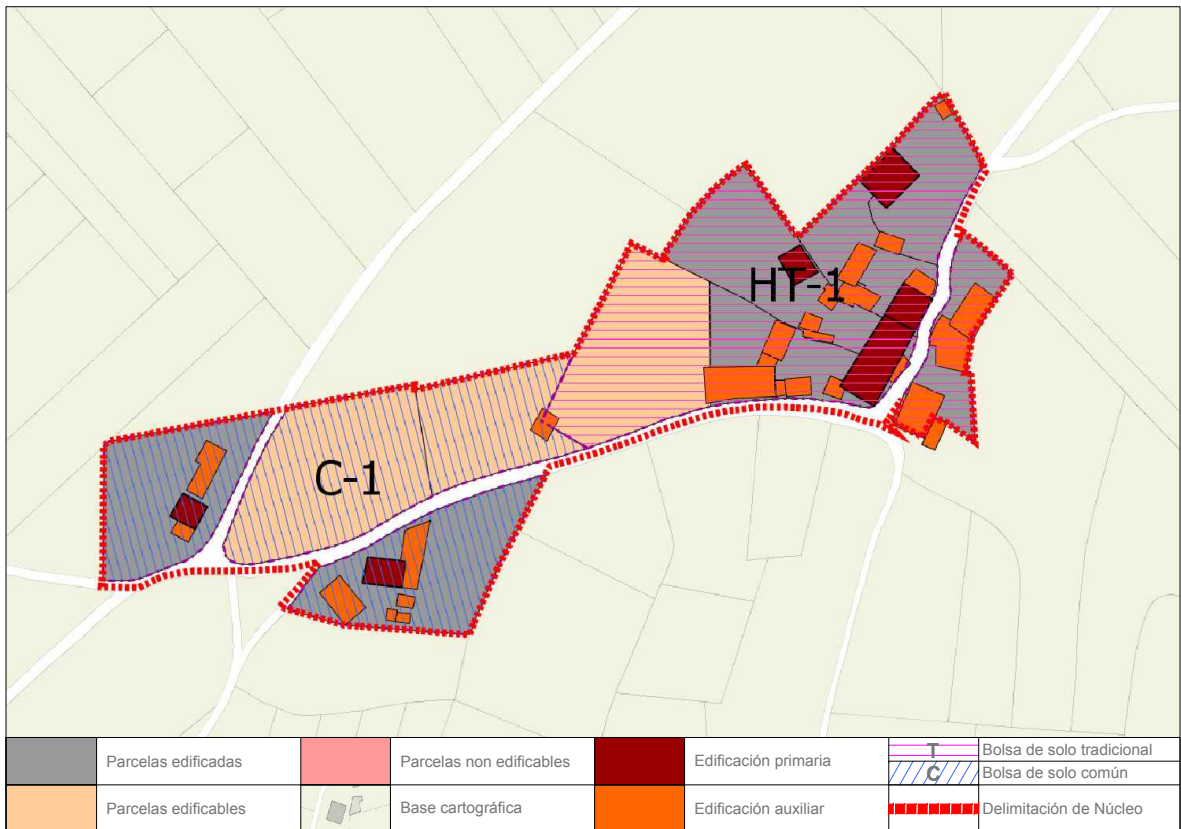 HT-1
C-1
Parcelas edificadas
Parcelas non edificables
Edificación primaria
T
Bolsa de solo tradicional
C
Bolsa de solo común
Parcelas edificables
Base cartográfica
Edificación auxiliar
Delimitación de Núcleo